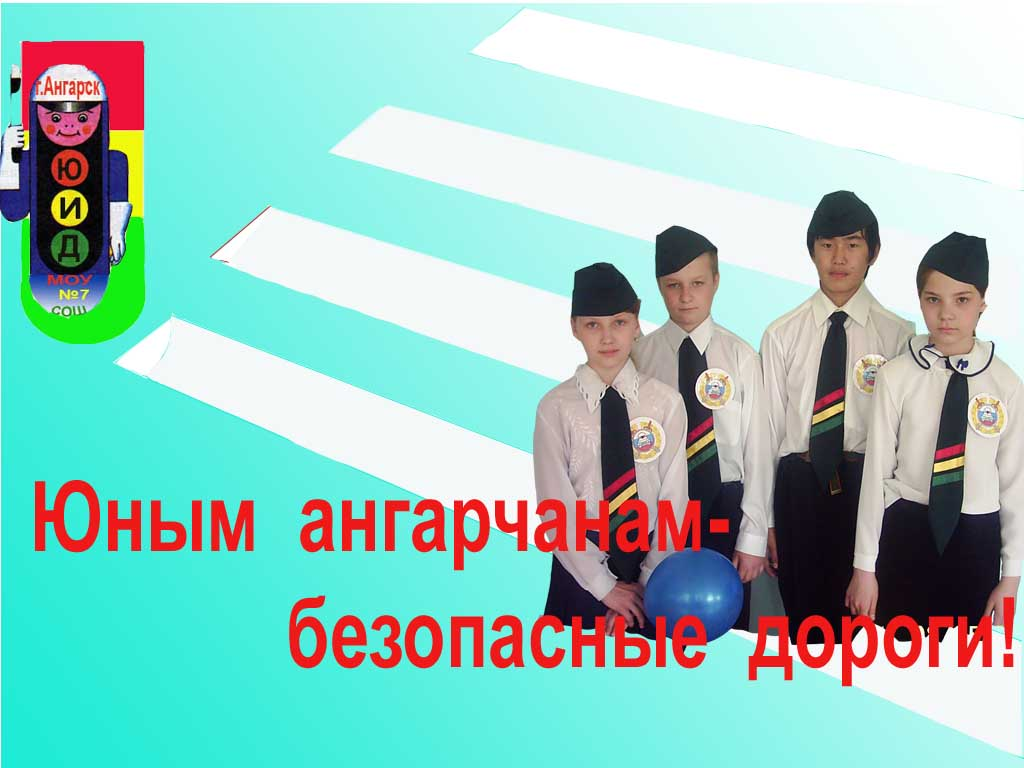 г.Ангарск
Ю
И
Д
МОУ
№7
СОШ
Юным ангарчанам-
безопасные дороги!